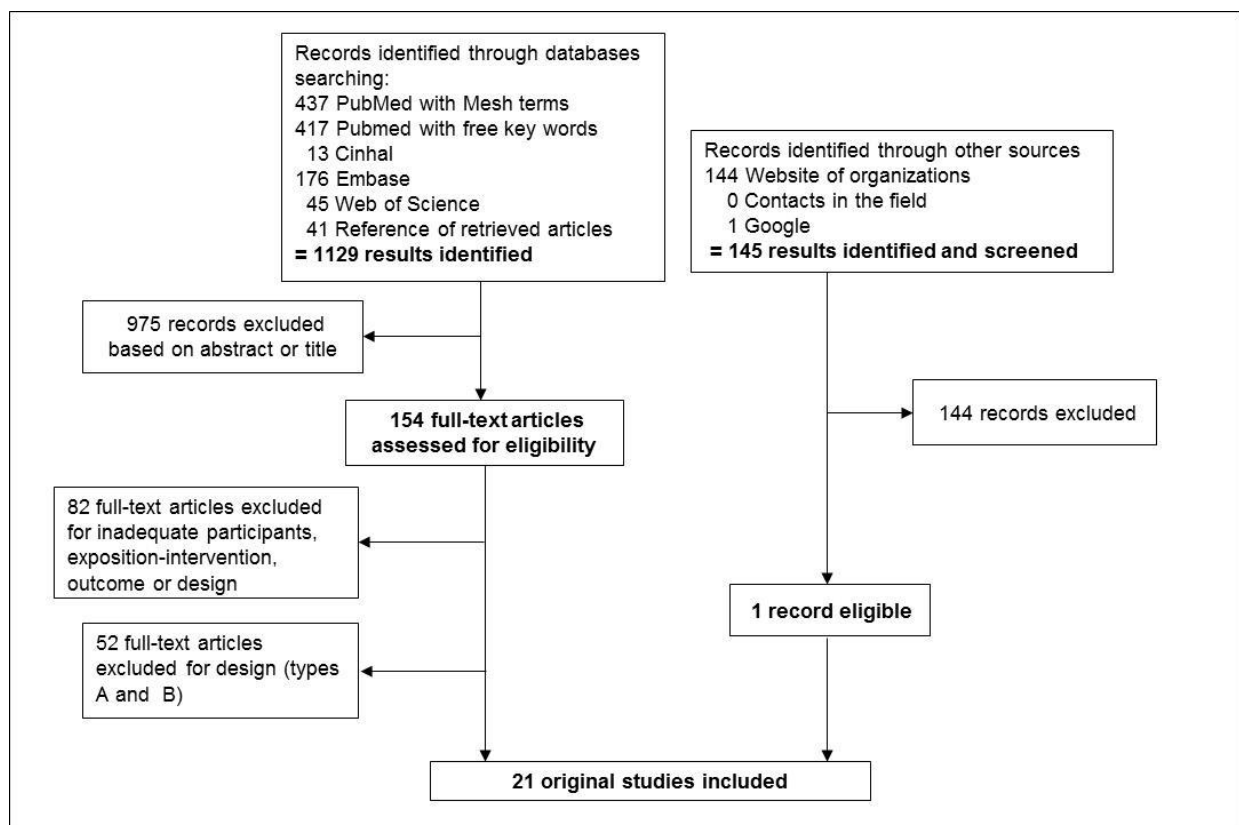 Records identified through databases
searching:
437 PubMed with Mesh terms
417 Pubmed with free key words
13 Cinhal
176 Embase
45 Web of Science
41 Reference of retrieved articles
= 1129 results identified
Records identified through other sources
144 Website of organizations
0 Contacts in the field
1 Google
= 145 results identified and screened
975 records excluded
based on abstract or title
154 full-text articles
assessed for eligibility
144 records excluded
82 full-text articles excluded
for inadequate participants,
exposition-intervention,
outcome or design
1 record eligible
52 full-text articles
excluded for design (types
A and B)
21 original studies included